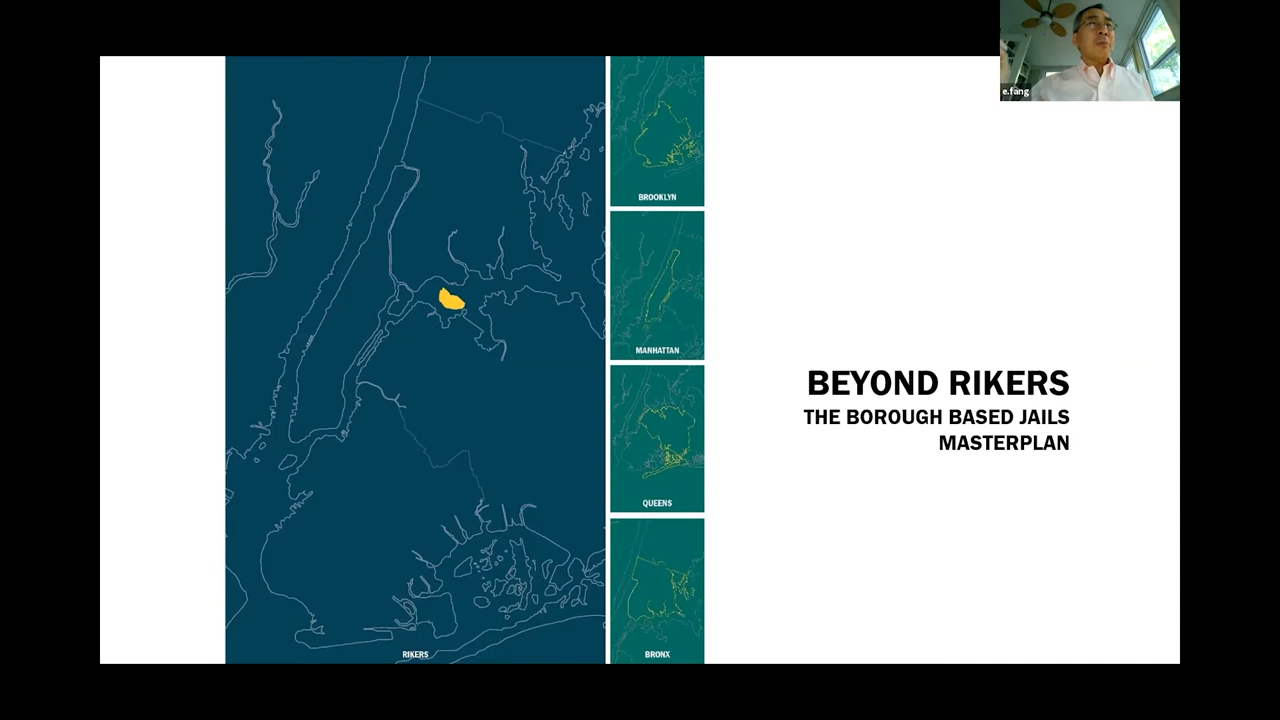 e.fang
BROOKLYN
MANHATTAN
BEYOND RIKERS
THE BOROUGH BASED JAILS
MASTERPLAN
QUEENS
RIKERS
BRONX